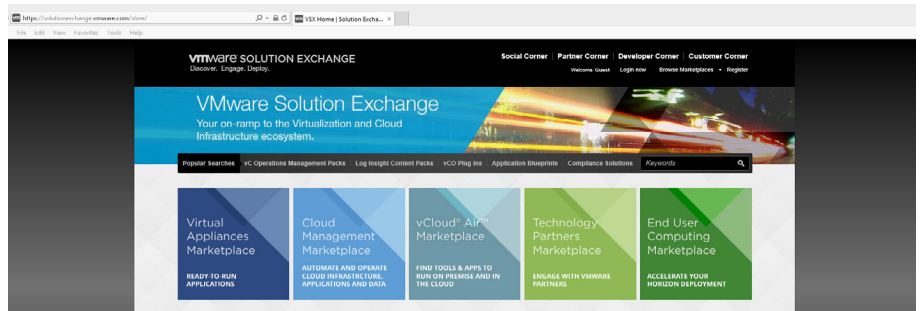 https://solutionexchange.vmware.com/store/
VSX Home | Solution Excha...
File Edit View Favorites Tools Help
vmware SOLUTION EXCHANGE
Discover. Engage. Deploy.
Social Corner | Partner Corner | Developer Corner | Customer Corner
Welcome Guest Login now Browse Marketplaces Register
VMware Solution Exchange
Your on-ramp to the Virtualization and Cloud
Infrastructure ecosystem.
Popular Searches vC Operations Management Packs Log Insight Content Packs vCO Plug Ins Application Blueprints Compliance Solutions Keywords
Virtual
Appliances
Marketplace
READY-TO-RUN
APPLICATIONS
Cloud
Management
Marketplace
AUTOMATE AND OPERATE
CLOUD INFRASTRCTURE,
APPLICATIONS AND DATA
vCloud® Air™
Marketplace
FIND TOOLS & APPS TO
RUN ON PREMISE AND IN
THE CLOUD
Technology
Partners
Marketplace
ENGAGE WITH VMWARE
PARTNERS
End User
Computing
Marketplace
ACCELERATE YOUR
HORIZON DEPLOYMENT